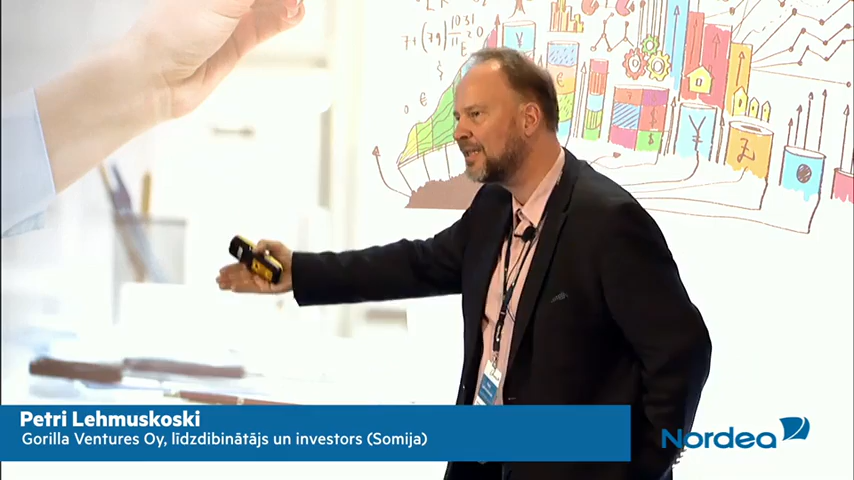 Petri Lehmuskoski
Gorilla Ventures Oy, līdzdibinātājs un investors (Somija)
Nordea